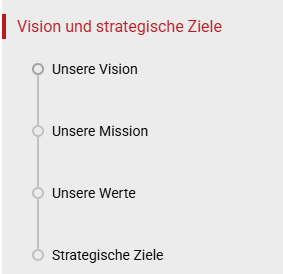 Vision und strategische Ziele
Unsere Vision
Unsere Mission
Unsere Werte
Strategische Ziele